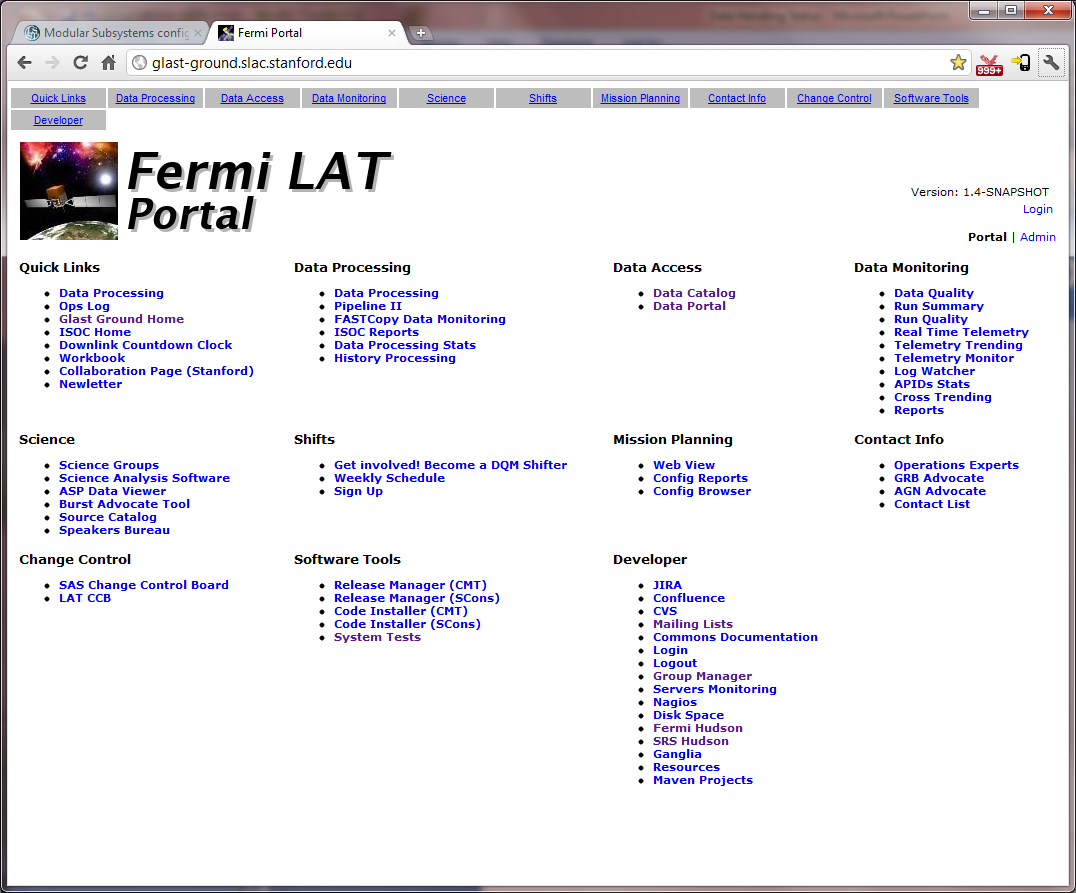 Modular Subsystems config
Fermi Portal
glast-ground.slac.stanford.edu
999+
Quick Links Data Processing Data Access Data Monitoring Science Shifts Mission Planning Contact Info Change Control Software Tools
Developer
Fermi LAT
Portal
Version: 1.4-SNAPSHOT
Login
Portal | Admin
Quick Links
Data Processing
Ops Log
Glast Ground Home
ISOC Home
Downlink Countdown Clock
Workbook
Collaboration Page (Stanford)
Newletter
Data Processing
Data Processing
Pipeline II
FASTCopy Data Monitoring
ISOC Reports
Data Processing Stats
History Processing
Data Access
Data Catalog
Data Portal
Data Monitoring
Data Quality
Run Summary
Run Quality
Real Time Telemetry
Telemetry Trending
Telemetry Monitor
Log Watcher
APIDs Stats
Cross Trending
Reports
Science
Science Groups
Science Analysis Software
ASP Data Viewer
Burst Advocate Tool
Source Catalog
Speakers Bureau
Shifts
Get involved! Become a DQM Shifter
Weekly Schedule
Sign Up
Mission Planning
Web View
Config Reports
Config Browser
Contact Info
Operations Experts
GRB Advocate
AGN Advocate
Contact List
Change Control
SAS Change Control Board
LAT CCB
Software Tools
Release Manager (CMT)
Release Manager (SCons)
Code Installer (CMT)
Code Installer (SCons)
System Tests
Developer
JIRA
Confluence
CVS
Mailing Lists
Commons Documentation
Login
Logout
Group Manager
Servers Monitoring
Nagios
Disk Space
Fermi Hudson
SRS Hudson
Ganglia
Resources
Maven Projects